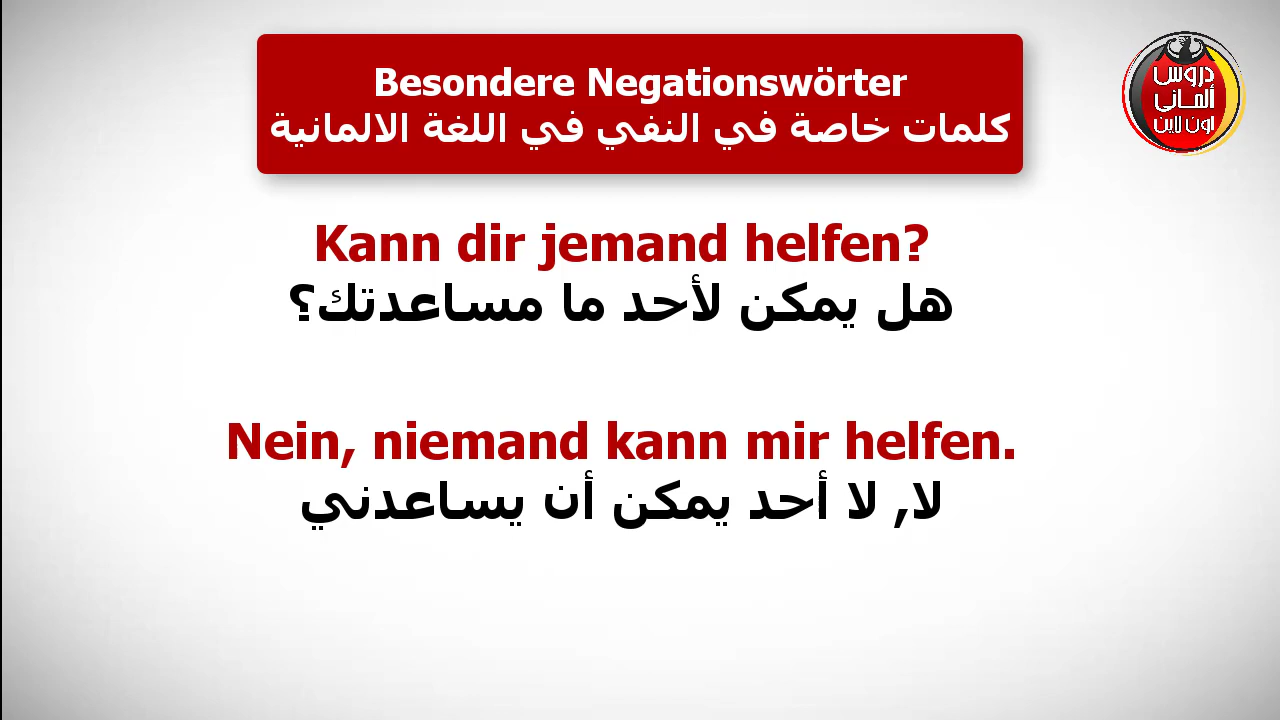 Besondere Negationswörter
كلمات خاصة في النفي في اللغة الالمانية
دروس
ألماني
اون لاين
Kann dir jemand helfen?
هل يمكن لأحد ما مساعدتك؟
Nein, niemand kann mir helfen.
لا, لا أحد يمكن أن يساعدني